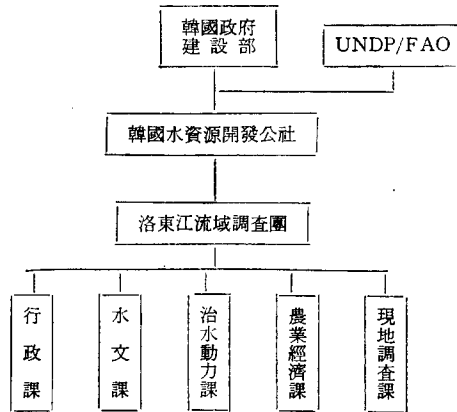 韓國政府
建設部
UNDP/FAO
韓國水資源開發公社
洛東江流域調査團
行政課
水文課
治水動力課
農業經濟課
現地調査課